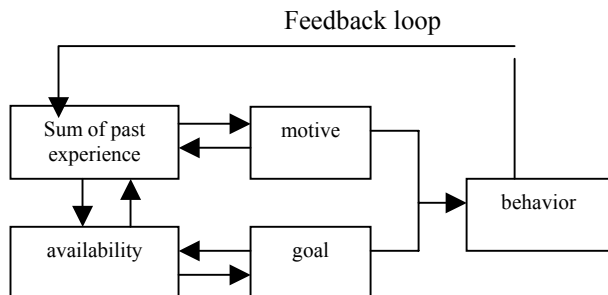 Feedback loop
Sum of past
experience
motive
behavior
availability
goal